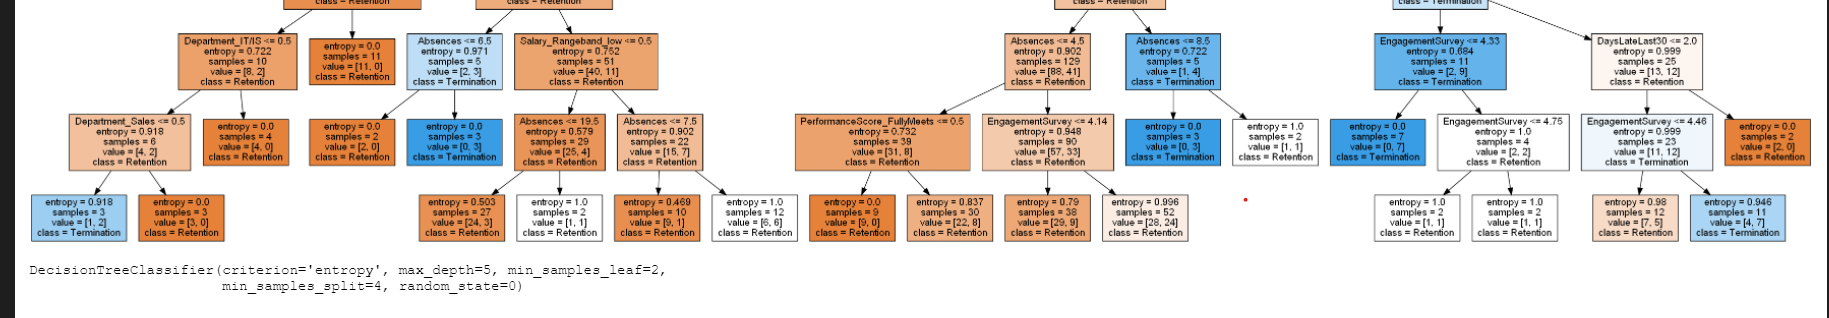 class = Retention
class = Retention
class = Retention
class = Termination
Department_IT/IS <= 0.5
entropy = 0.722
samples = 10
value = [8, 2]
class = Retention
entropy = 0.0
samples = 11
value = [11, 0]
class = Retention
Absences <= 6.5
entropy = 0.971
samples = 5
value = [2, 3]
class = Termination
Salary_Rangeband_low <= 0.5
entropy = 0.752
samples = 51
value = [40, 11]
class = Retention
Absences <= 4.5
entropy = 0.902
samples = 129
value = [88, 41]
class = Retention
Absences <= 8.5
entropy = 0.722
samples = 5
value = [1, 4]
class = Termination
EngagementSurvey <= 4.33
entropy = 0.684
samples = 11
value = [2, 9]
class = Termination
DaysLateLast30 <= 2.0
entropy = 0.999
samples = 25
value = [13, 12]
class = Retention
Department_Sales <= 0.5
entropy = 0.918
samples = 6
value = [4, 2]
class = Retention
entropy = 0.0
samples = 4
value = [4, 0]
class = Retention
entropy = 0.0
samples = 2
value = [2, 0]
class = Retention
entropy = 0.0
samples = 3
value = [0, 3]
class = Termination
Absences <= 19.5
entropy = 0.579
samples = 29
value = [25, 4]
class = Retention
Absences <= 7.5
entropy = 0.902
samples = 22
value = [15, 7]
class = Retention
PerformanceScore_FullyMeets <= 0.5
entropy = 0.732
samples = 39
value = [31, 8]
class = Retention
EngagementSurvey <= 4.14
entropy = 0.948
samples = 90
value = [57, 33]
class = Retention
entropy = 0.0
samples = 3
value = [0, 3]
class = Termination
entropy = 1.0
samples = 2
value = [1, 1]
class = Retention
entropy = 0.0
samples = 7
value = [0, 7]
class = Termination
EngagementSurvey <= 4.75
entropy = 1.0
samples = 4
value = [2, 2]
class = Retention
EngagementSurvey <= 4.46
entropy = 0.999
samples = 23
value = [11, 12]
class = Termination
entropy = 0.0
samples = 2
value = [2, 0]
class = Retention
entropy = 0.918
samples = 3
value = [1, 2]
class = Termination
entropy = 0.0
samples = 3
value = [3, 0]
class = Retention
entropy = 0.503
samples = 27
value = [24, 3]
class = Retention
entropy = 1.0
samples = 2
value = [1, 1]
class = Retention
entropy = 0.469
samples = 10
value = [9, 1]
class = Retention
entropy = 1.0
samples = 12
value = [6, 6]
class = Retention
entropy = 0.0
samples = 9
value = [9, 0]
class = Retention
entropy = 0.837
samples = 30
value = [22, 8]
class = Retention
entropy = 0.79
samples = 38
value = [29, 9]
class = Retention
entropy = 0.996
samples = 52
value = [28, 24]
class = Retention
entropy = 1.0
samples = 2
value = [1, 1]
class = Retention
entropy = 1.0
samples = 2
value = [1, 1]
class = Retention
entropy = 0.98
samples = 12
value = [7, 5]
class = Retention
entropy = 0.946
samples = 11
value = [4, 7]
class = Termination
DecisionTreeClassifier(criterion='entropy', max_depth=5, min_samples_leaf=2,
min_samples_split=4, random_state=0)